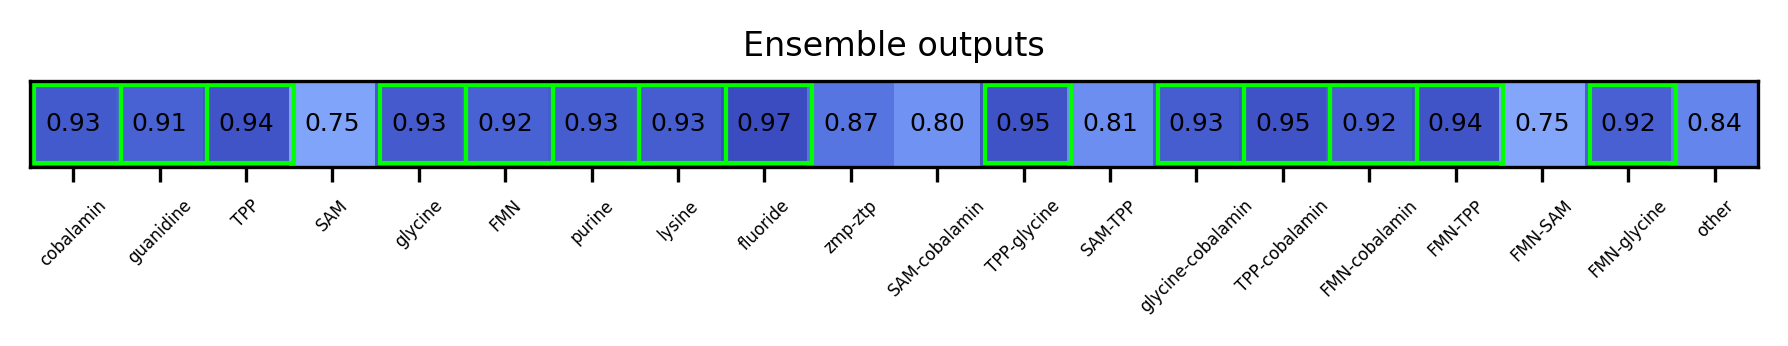 Ensemble outputs
0.93 0.91 0.94 0.75 0.93 0.92 0.93 0.93 0.97 0.87 0.80 0.95 0.81 0.93 0.95 0.92 0.94 0.75 0.92 0.84
cobalamin guanidine TPP SAM glycine FMN purine lysine fluoride zmp-ztp SAM-cobalamin TPP-glycine SAM-TPP glycine-cobalamin TPP-cobalamin FMN-cobalamin FMN-TPP FMN-SAM FMN-glycine other